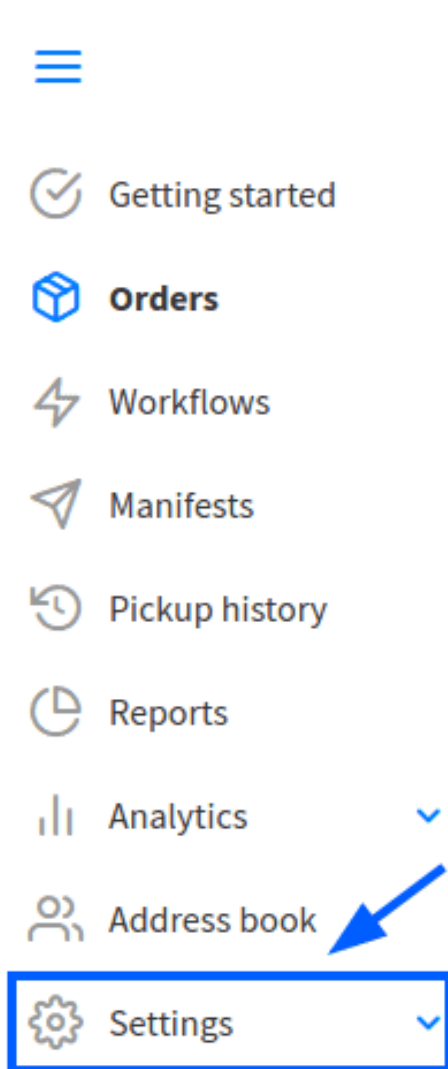 Getting started
Orders
Workflows
Manifests
Pickup history
Reports
Analytics
Address book
Settings